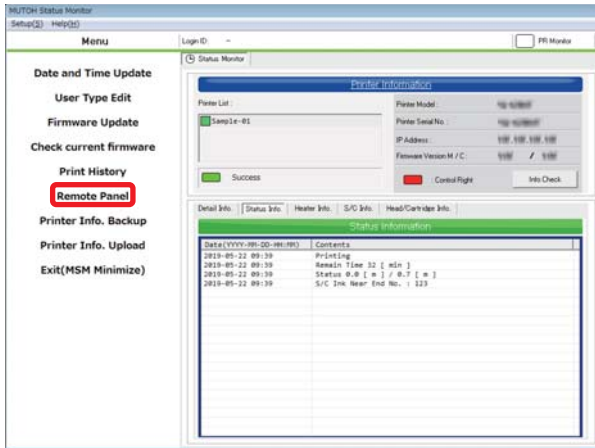 MUTOH Status Monitor
Setup(S) Help(H)
Menu
Login ID: -
PR Monitor
Status Monitor
Date and Time Update
User Type Edit
Firmware Update
Check current firmware
Print History
Remote Panel
Printer Info. Backup
Printer Info. Upload
Exit(MSM Minimize)
Printer Information
Printer List :
Sample-01
Success
Printer Model :
Printer Serial No. :
IP Address :
Firmware Version M / C : /
: Control Right
Info Check
Detail Info. Status Info. Heater Info. S/C Info. Head/Cartridge Info.
Status Information
Date(YYYY-MM-DD-HH:MM) Contents
2019-05-22 09:39 Printing
2019-05-22 09:39 Remain Time 32 [ min ]
2019-05-22 09:39 Status 0.0 [ m ] / 0.7 [ m ]
2019-05-22 09:39 S/C Ink Near End No. : 123